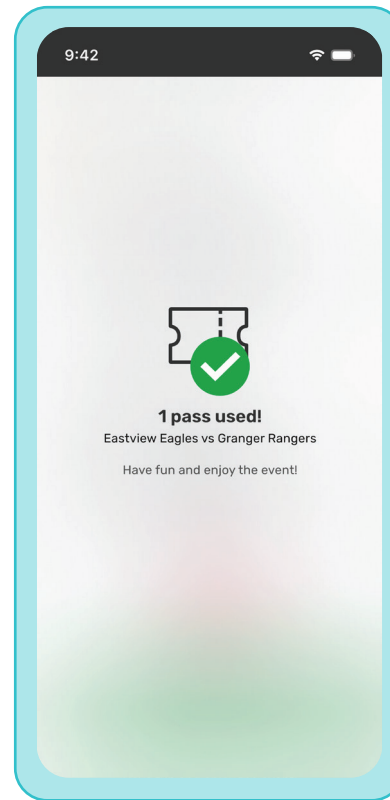 9:42
1 pass used!
Eastview Eagles vs Granger Rangers
Have fun and enjoy the event!